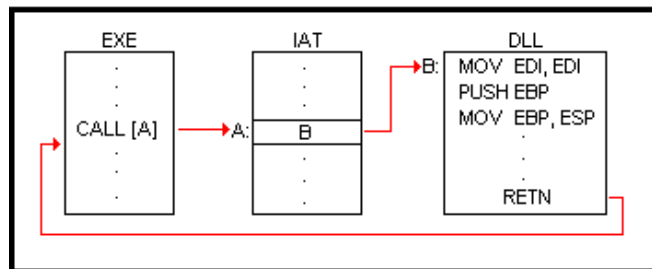 EXE
IAT
DLL
CALL [A]
A:
B
B:
MOV EDI, EDI
PUSH EBP
MOV EBP, ESP
RETN